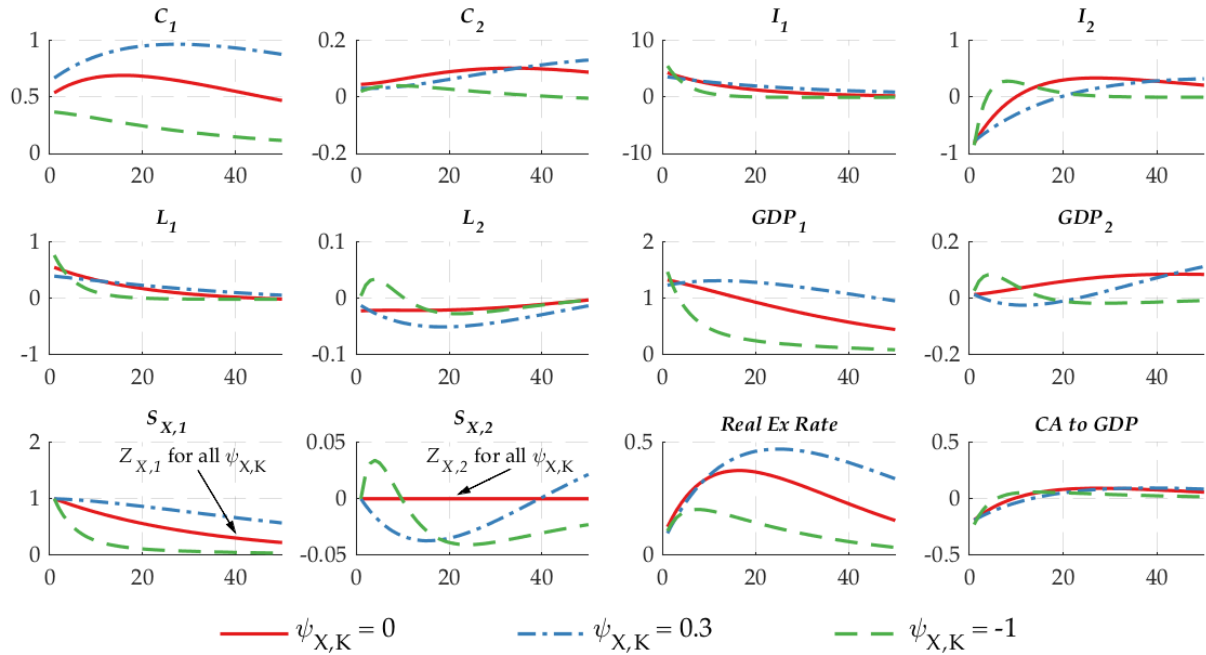 C1 C2 I1 I2
1 0.2 10 1
0.5 0 0 0
0 -0.2 -10 -1
0 20 40 0 20 40 0 20 40 0 20 40
L1 L2 GDP1 GDP2
1 0.1 2 0.2
0 0 1 0
-1 -0.1 0 -0.2
0 20 40 0 20 40 0 20 40 0 20 40
SX,1 SX,2 Real Ex Rate CA to GDP
2 0.05 0.5 0.5
ZX,1 for all ψX,K ZX,2 for all ψX,K
1 0 0
0 -0.05 0 -0.5
0 20 40 0 20 40 0 20 40 0 20 40
ψX,K = 0 ψX,K = 0.3 ψX,K = -1